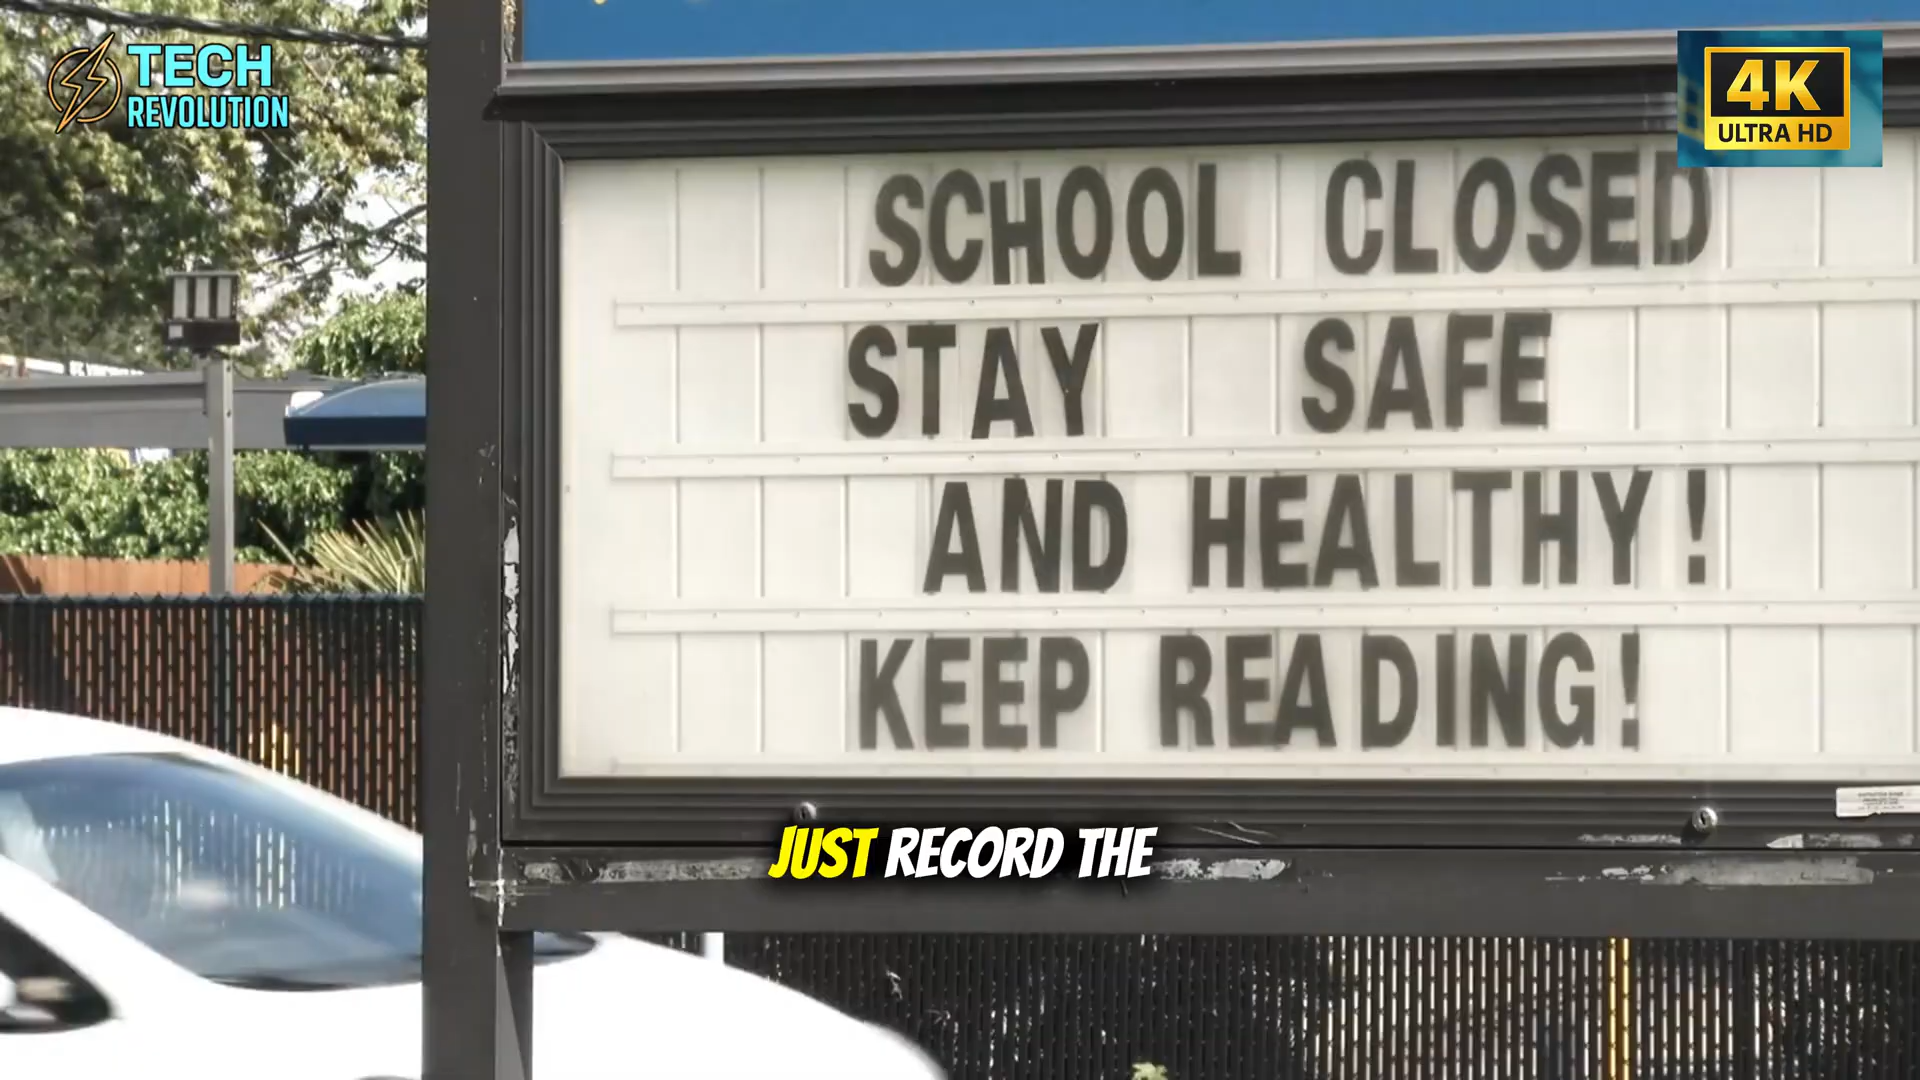 TECH
REVOLUTION
4K
ULTRA HD
SCHOOL CLOSED
STAY SAFE
AND HEALTHY!
KEEP READING!
JUST RECORD THE